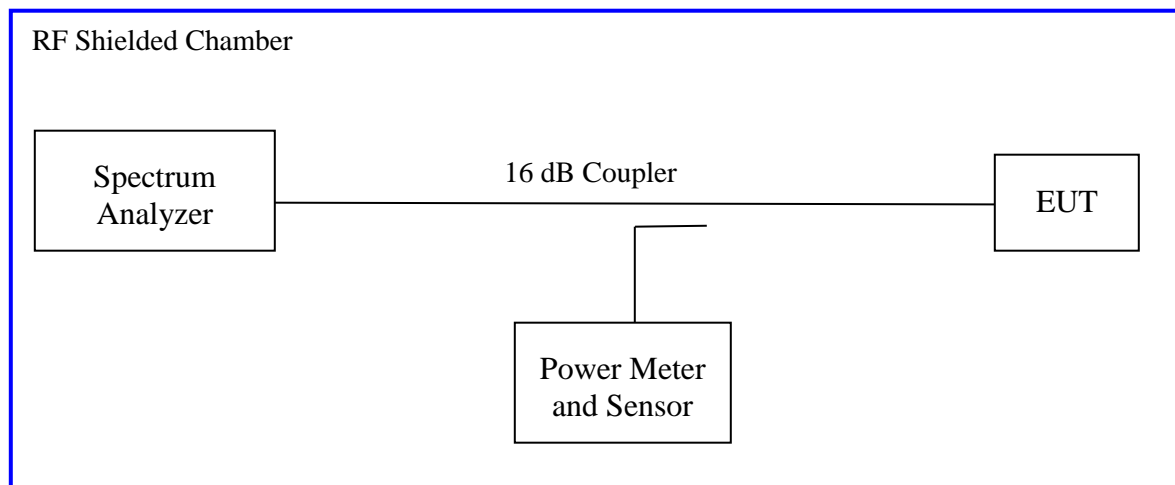 RF Shielded Chamber
Spectrum
Analyzer
16 dB Coupler
EUT
Power Meter
and Sensor